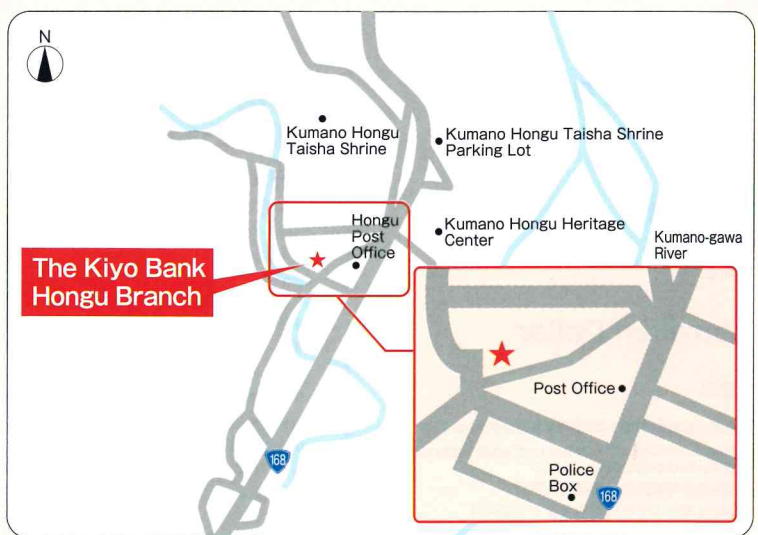 N
Kumano Hongu
Taisha Shrine
Kumano Hongu Taisha Shrine
Parking Lot
Hongu
Post
Office
Kumano Hongu Heritage
Center
Kumano-gawa
River
The Kiyo Bank
Hongu Branch
Post Office
Police
Box
168
168